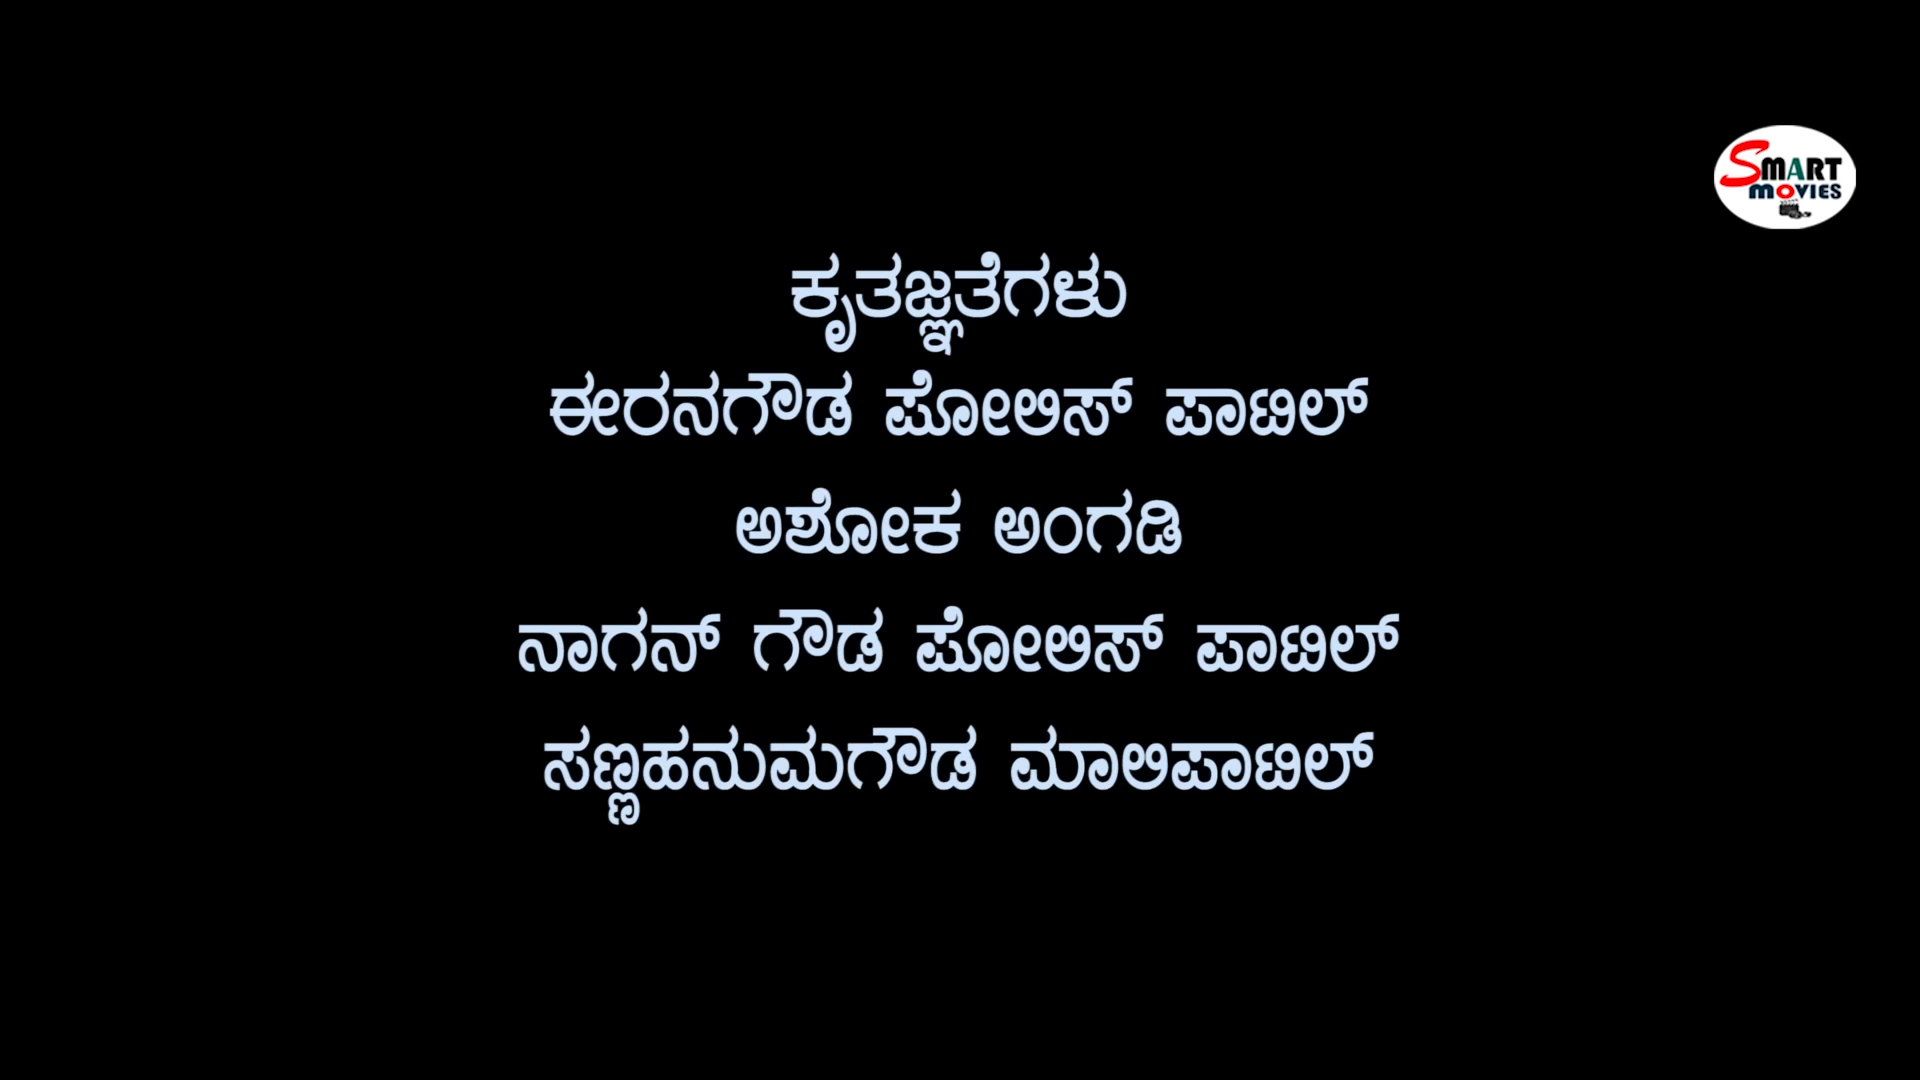 SMART
MOVIES
ಕೃತಜ್ಞತೆಗಳು
ಈರನಗೌಡ ಪೋಲಿಸ್ ಪಾಟಿಲ್
ಅಶೋಕ ಅಂಗಡಿ
ನಾಗನ್ ಗೌಡ ಪೋಲಿಸ್ ಪಾಟಿಲ್
ಸಣ್ಣಹನುಮಗೌಡ ಮಾಲಿಪಾಟಿಲ್